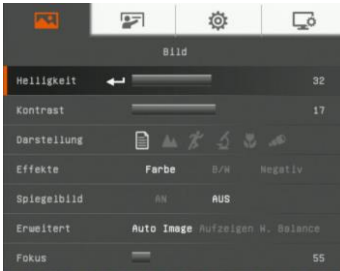 Bild
Helligkeit 32
Kontrast 17
Darstellung
Effekte Farbe B/W Negativ
Spiegelbild AN AUS
Erweitert Auto Image Aufzeigen W. Balance
Fokus 55